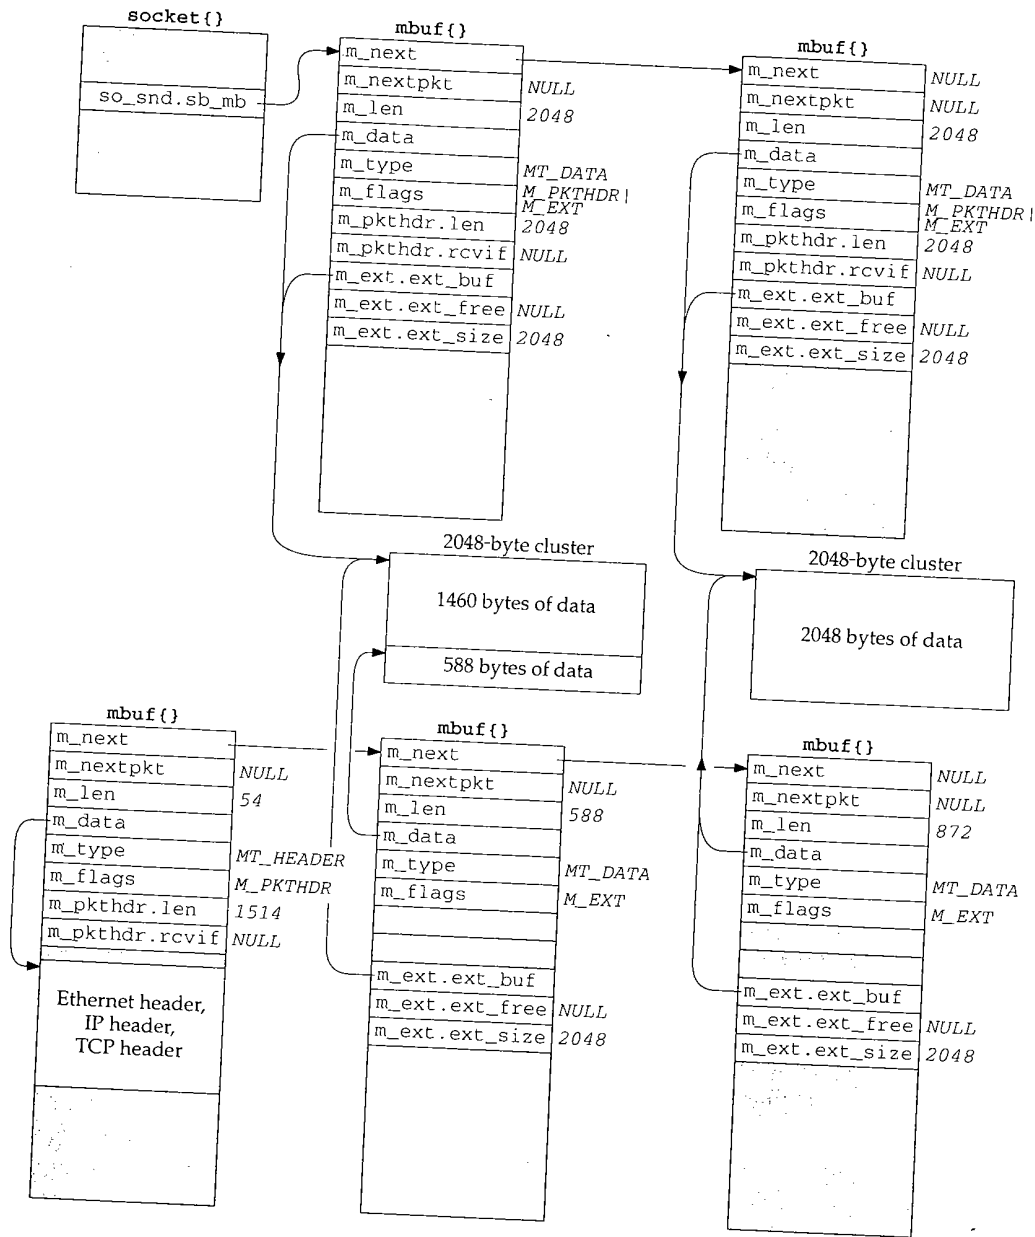 socket{}
so_snd.sb_mb
mbuf{}
m_next
m_nextpkt NULL
m_len 2048
m_data
m_type MT_DATA
m_flags M_PKTHDR|
M_EXT
m_pkthdr.len 2048
m_pkthdr.rcvif NULL
m_ext.ext_buf
m_ext.ext_free NULL
m_ext.ext_size 2048
mbuf{}
m_next NULL
m_nextpkt NULL
m_len 2048
m_data
m_type MT_DATA
m_flags M_PKTHDR|
M_EXT
m_pkthdr.len 2048
m_pkthdr.rcvif NULL
m_ext.ext_buf
m_ext.ext_free NULL
m_ext.ext_size 2048
2048-byte cluster
1460 bytes of data
588 bytes of data
2048-byte cluster
2048 bytes of data
mbuf{}
m_next
m_nextpkt NULL
m_len 54
m_data
m_type MT_HEADER
m_flags M_PKTHDR
m_pkthdr.len 1514
m_pkthdr.rcvif NULL
Ethernet header,
IP header,
TCP header
mbuf{}
m_next
m_nextpkt NULL
m_len 588
m_data
m_type MT_DATA
m_flags M_EXT
m_ext.ext_buf
m_ext.ext_free NULL
m_ext.ext_size 2048
mbuf{}
m_next NULL
m_nextpkt NULL
m_len 872
m_data
m_type MT_DATA
m_flags M_EXT
m_ext.ext_buf
m_ext.ext_free NULL
m_ext.ext_size 2048